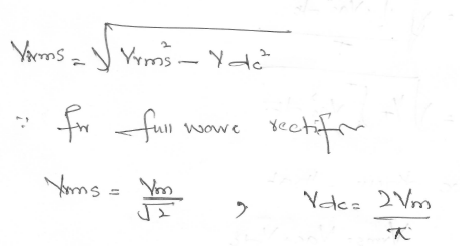 Vrms = √ Vrms² - Vdc²
∵ for full wave rectifier
Vrms = Vm/√2 , Vdc = 2Vm/π